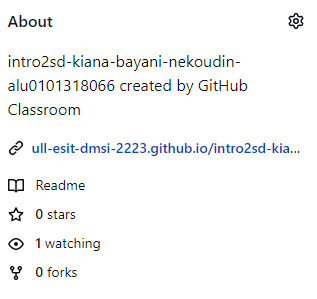 About
intro2sd-kiana-bayani-nekoudin-
alu0101318066 created by GitHub
Classroom
ull-esit-dmsi-2223.github.io/intro2sd-kia...
Readme
0 stars
1 watching
0 forks